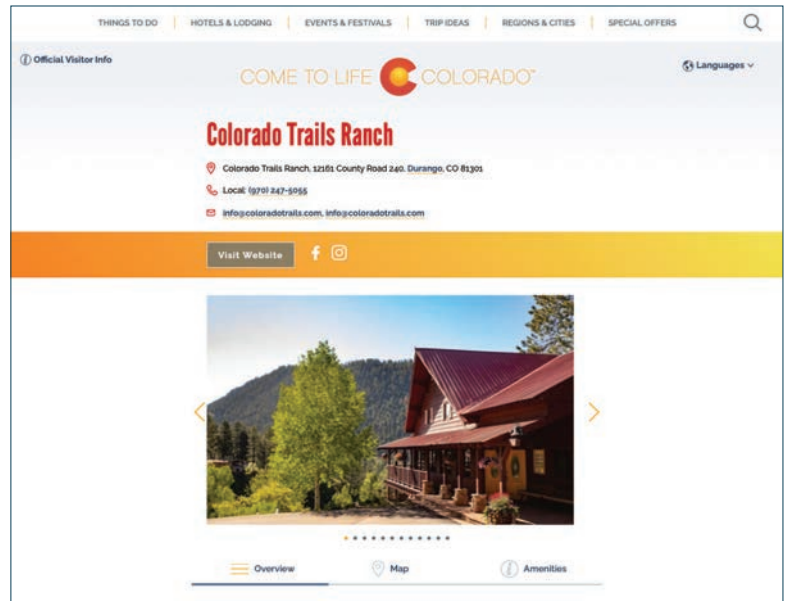 THINGS TO DO | HOTELS & LODGING | EVENTS & FESTIVALS | TRIP IDEAS | REGIONS & CITIES | SPECIAL OFFERS
Official Visitor Info
COME TO LIFE COLORADO™
Languages
Colorado Trails Ranch
Colorado Trails Ranch, 12161 County Road 240, Durango, CO 81301
Local: (970) 247-5055
info@coloradotrails.com, info@coloradotrails.com
Visit Website
Overview
Map
Amenities